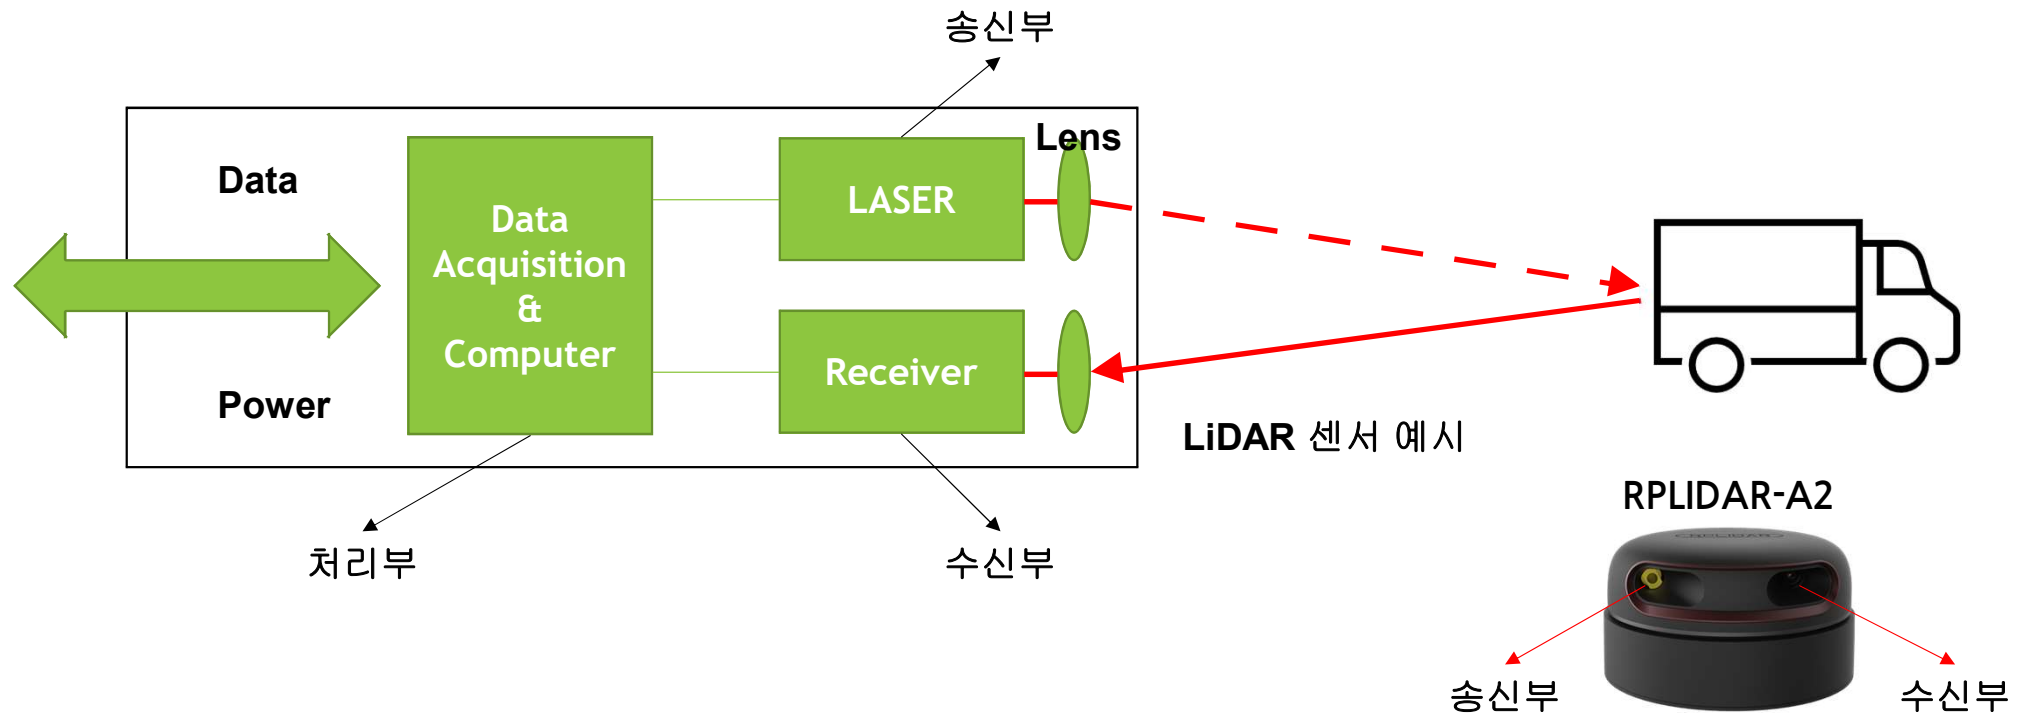 송신부
Lens
Data
LASER
Data
Acquisition
&
Computer
Receiver
Power
LiDAR 센서 예시
RPLIDAR-A2
처리부
수신부
RPLIDAR
송신부
수신부